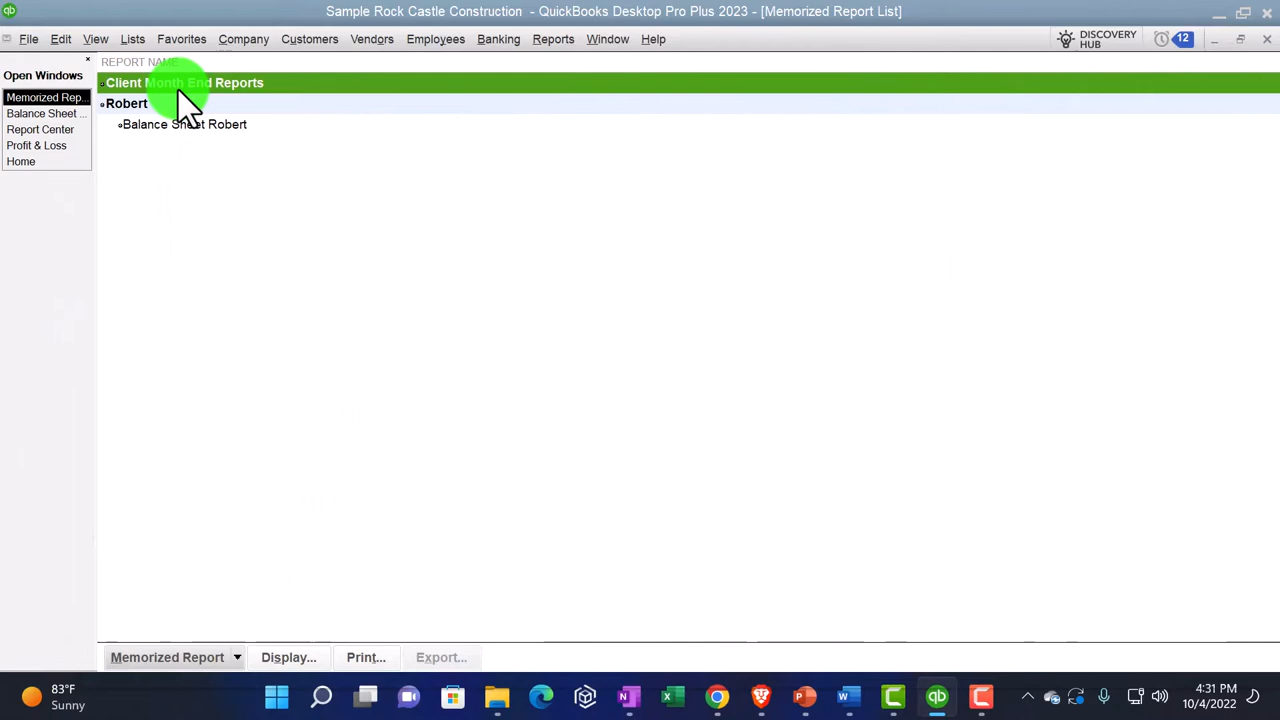 qb Sample Rock Castle Construction - QuickBooks Desktop Pro Plus 2023 - [Memorized Report List]
File Edit View Lists Favorites Company Customers Vendors Employees Banking Reports Window Help DISCOVERY HUB 12
REPORT NAME
Open Windows
Client Month End Reports
Memorized Rep...
Robert
Balance Sheet ...
Balance Sheet Robert
Report Center
Profit & Loss
Home
Memorized Report Display... Print... Export...
83°F
Sunny
4:31 PM
10/4/2022